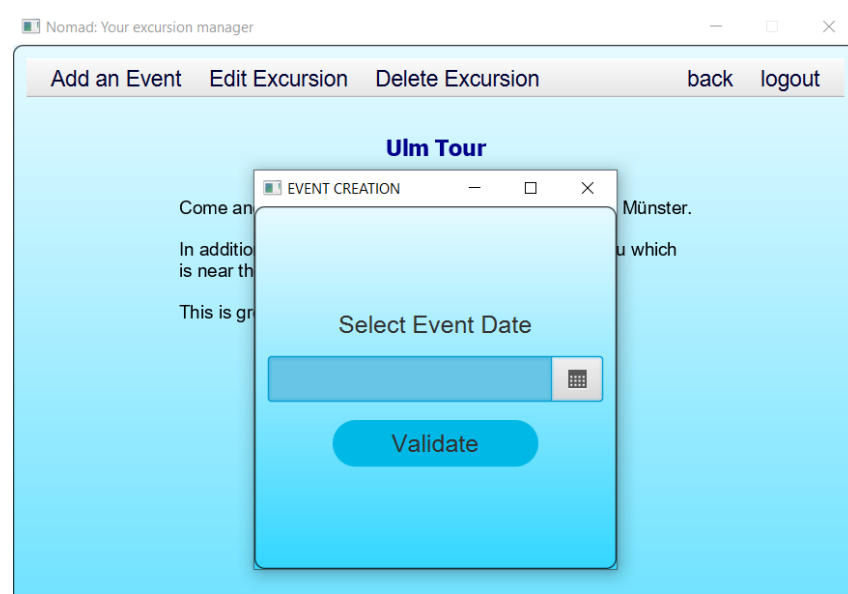 Nomad: Your excursion manager
Add an Event Edit Excursion Delete Excursion back logout
Ulm Tour
EVENT CREATION
Come an Münster.
In additio u which
is near th
This is gr
Select Event Date
Validate